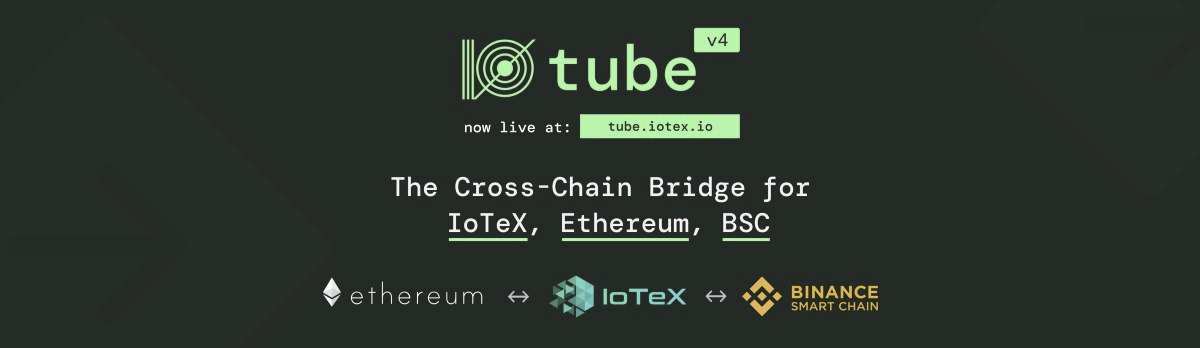 v4
io tube
now live at: tube.iotex.io
The Cross-Chain Bridge for
IoTeX, Ethereum, BSC
ethereum ↔ IoTeX ↔ BINANCE
SMART CHAIN